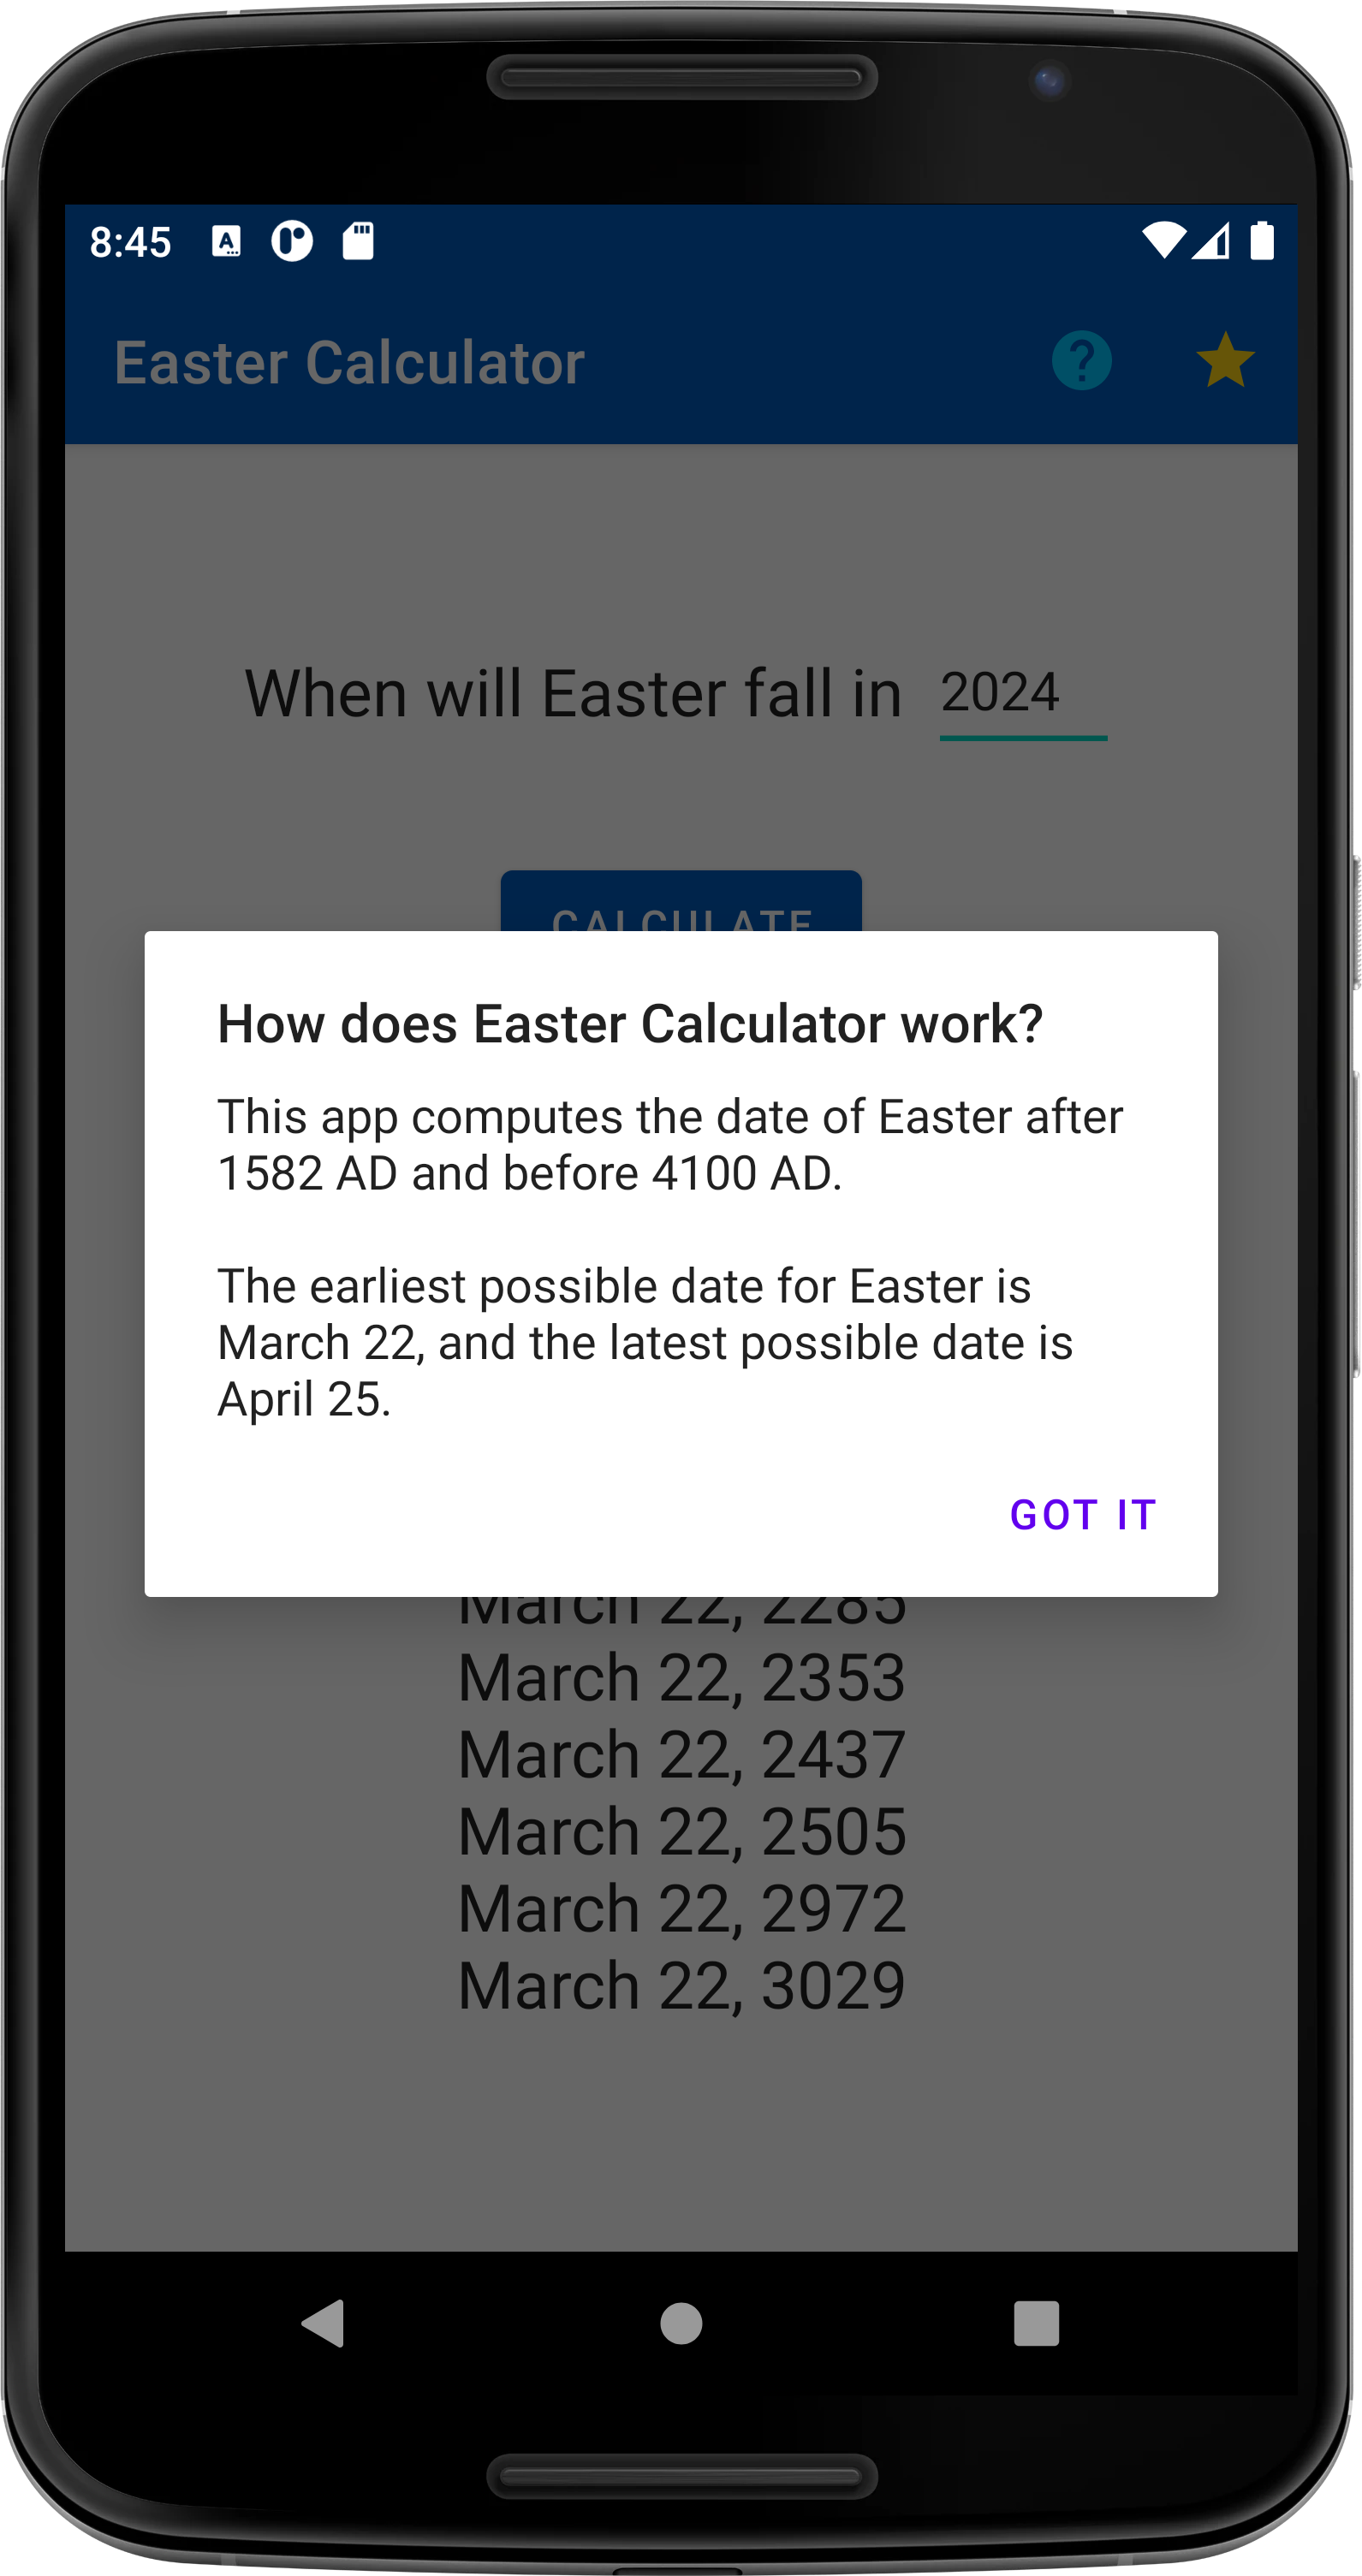 8:45
Easter Calculator
When will Easter fall in 2024
CALCULATE
How does Easter Calculator work?
This app computes the date of Easter after
1582 AD and before 4100 AD.
The earliest possible date for Easter is
March 22, and the latest possible date is
April 25.
GOT IT
March 22, 2285
March 22, 2353
March 22, 2437
March 22, 2505
March 22, 2972
March 22, 3029